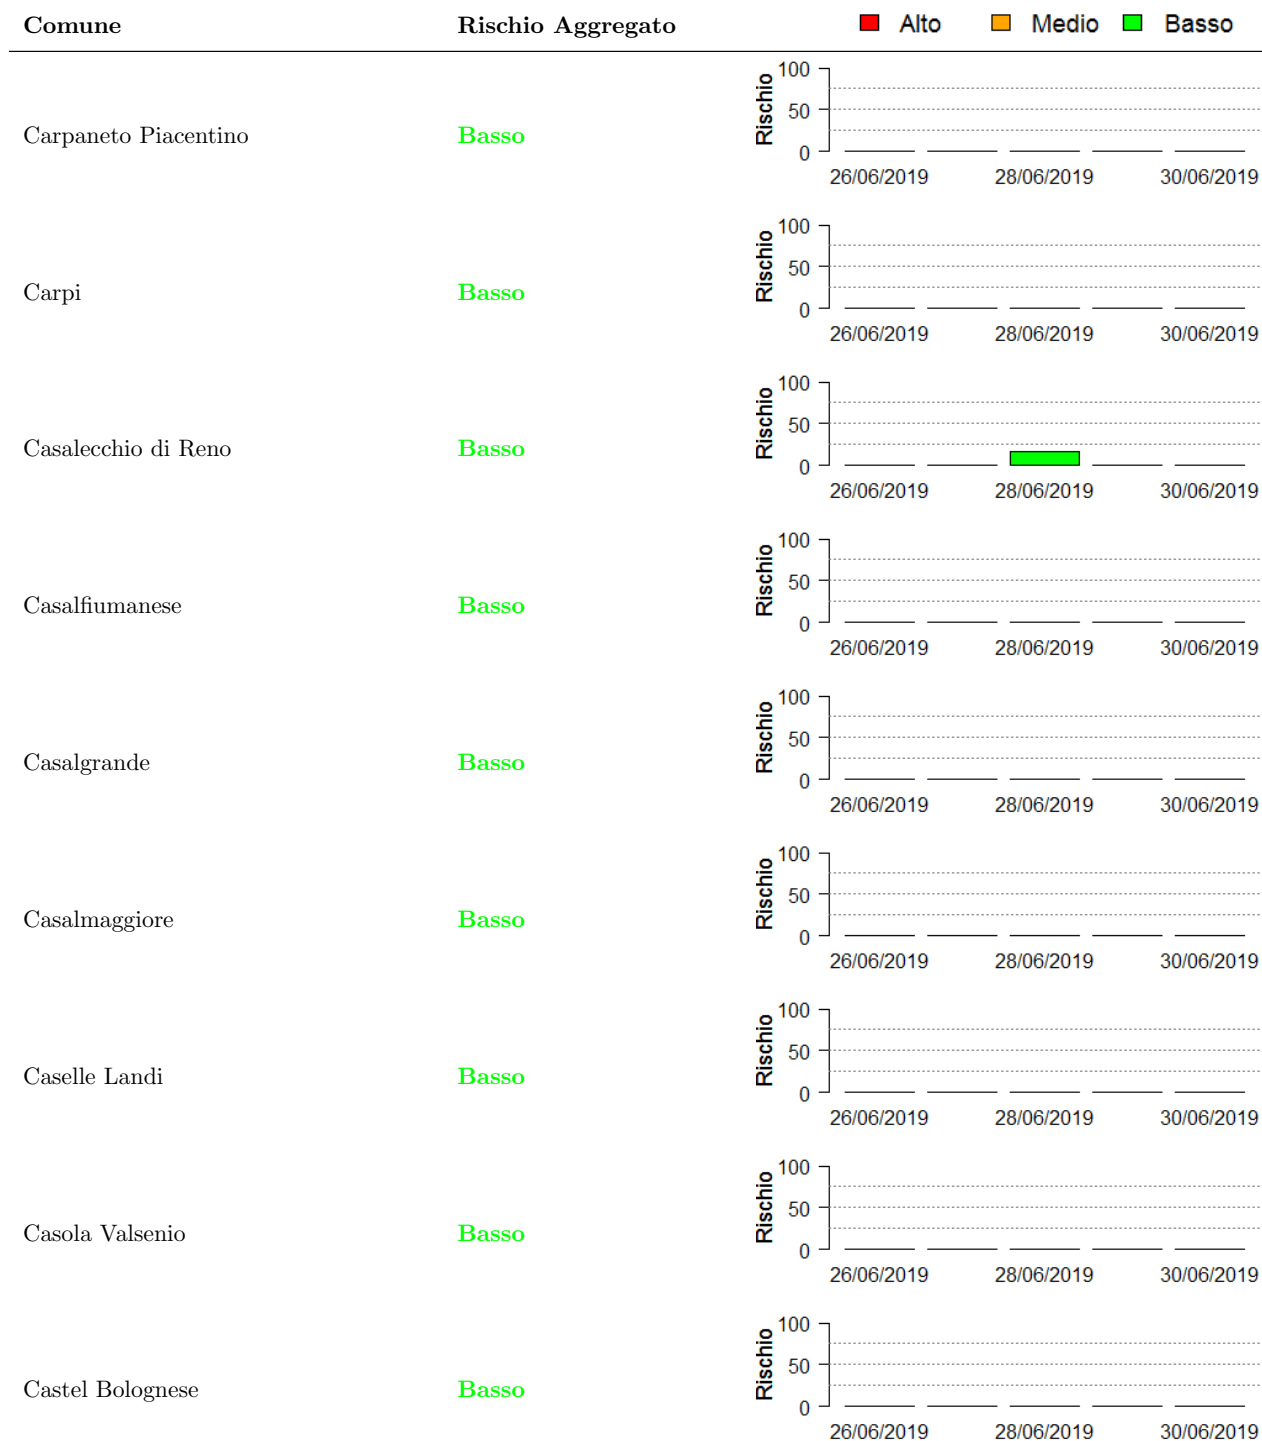 Comune Rischio Aggregato Alto Medio Basso
100
50
0
Rischio
Carpaneto Piacentino Basso
26/06/2019 28/06/2019 30/06/2019
100
50
0
Rischio
Carpi Basso
26/06/2019 28/06/2019 30/06/2019
100
50
0
Rischio
Casalecchio di Reno Basso
26/06/2019 28/06/2019 30/06/2019
100
50
0
Rischio
Casalfiumanese Basso
26/06/2019 28/06/2019 30/06/2019
100
50
0
Rischio
Casalgrande Basso
26/06/2019 28/06/2019 30/06/2019
100
50
0
Rischio
Casalmaggiore Basso
26/06/2019 28/06/2019 30/06/2019
100
50
0
Rischio
Caselle Landi Basso
26/06/2019 28/06/2019 30/06/2019
100
50
0
Rischio
Casola Valsenio Basso
26/06/2019 28/06/2019 30/06/2019
100
50
0
Rischio
Castel Bolognese Basso
26/06/2019 28/06/2019 30/06/2019